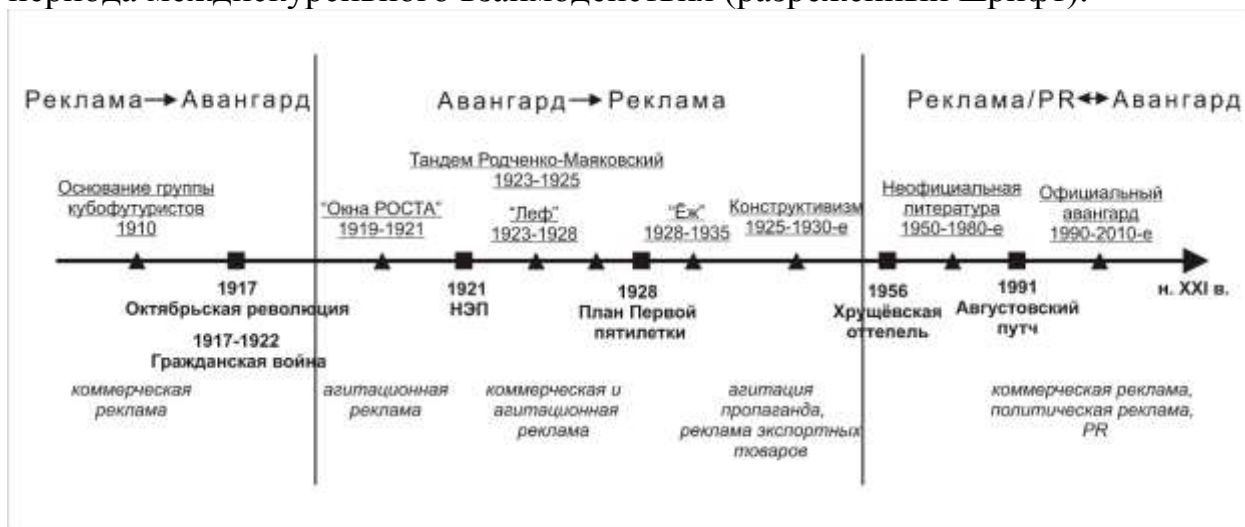 периода междискурсивного взаимодействия (разреженный шрифт):
Реклама→Авангард
Авангард→Реклама
Реклама/PR↔Авангард
Основание группы
кубофутуристов
1910
"Окна РОСТА"
1919-1921
Тандем Родченко-Маяковский
1923-1925
"Леф"
1923-1928
"Ёж"
1928-1935
Конструктивизм
1925-1930-е
Неофициальная
литература
1950-1980-е
Официальный
авангард
1990-2010-е
1917
Октябрьская революция
1917-1922
Гражданская война
1921
НЭП
1928
План Первой
пятилетки
1956
Хрущёвская
оттепель
1991
Августовский
путч
н. XXI в.
коммерческая
реклама
агитационная
реклама
коммерческая и
агитационная
реклама
агитация
пропаганда,
реклама экспортных
товаров
коммерческая реклама,
политическая реклама,
PR